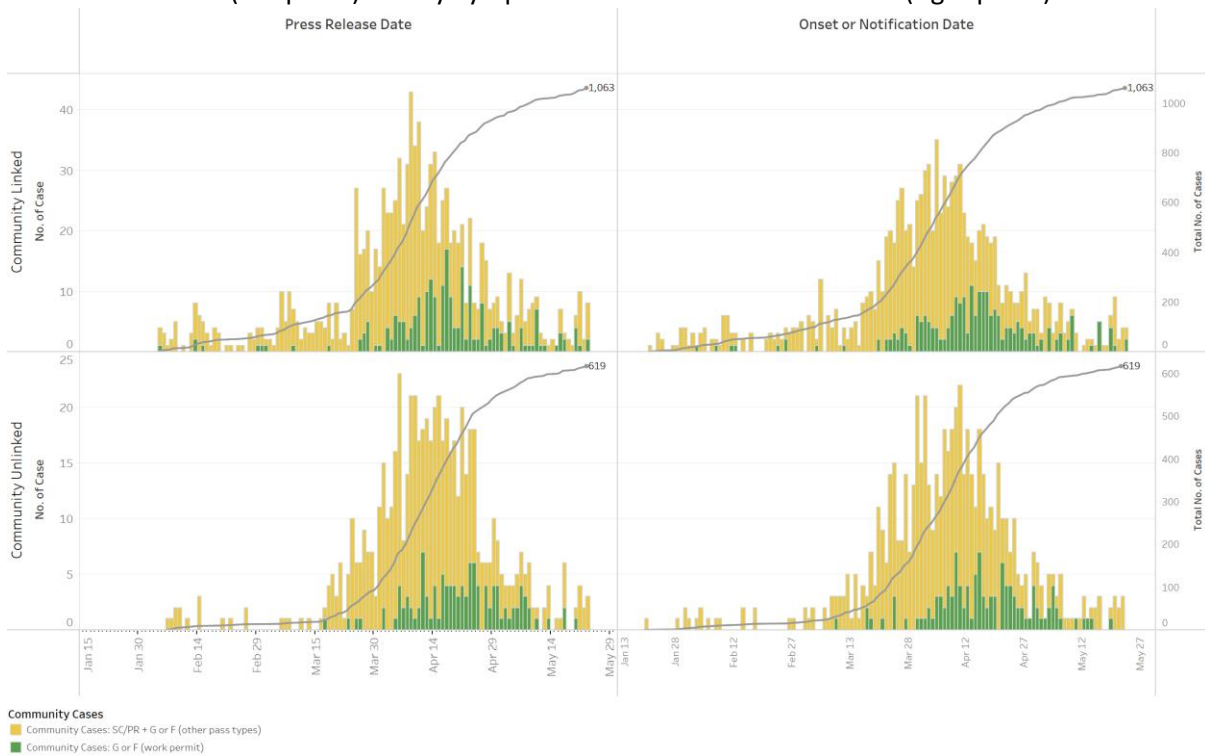 Press Release Date
Onset or Notification Date
Community Linked
No. of Case
40
30
20
10
0
1,063
1,063
1000
800
600
400
200
0
Total No. of Cases
Community Unlinked
No. of Case
25
20
15
10
5
0
619
619
600
500
400
300
200
100
0
Total No. of Cases
Jan 15
Jan 30
Feb 14
Feb 29
Mar 15
Mar 30
Apr 14
Apr 29
May 14
May 29
Jan 13
Jan 28
Feb 12
Feb 27
Mar 13
Mar 28
Apr 12
Apr 27
May 12
May 27
Community Cases
Community Cases: SC/PR + G or F (other pass types)
Community Cases: G or F (work permit)